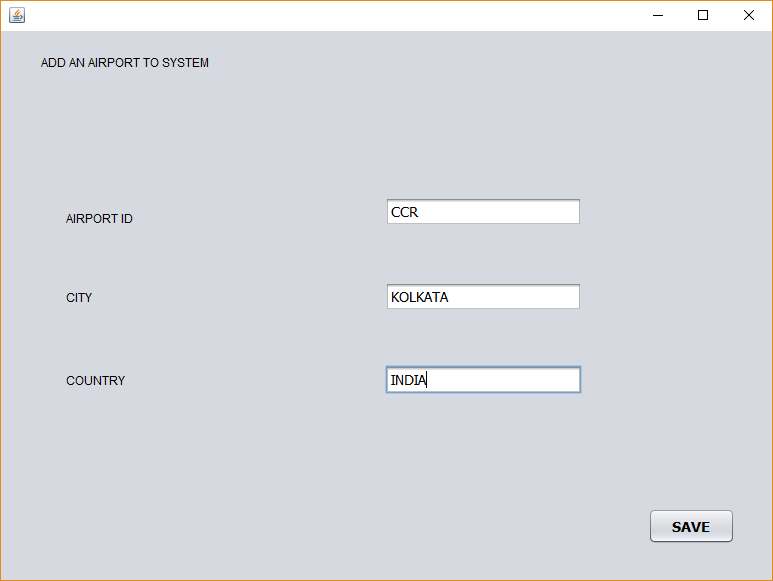 ADD AN AIRPORT TO SYSTEM
AIRPORT ID CCR
CITY KOLKATA
COUNTRY INDIA
SAVE